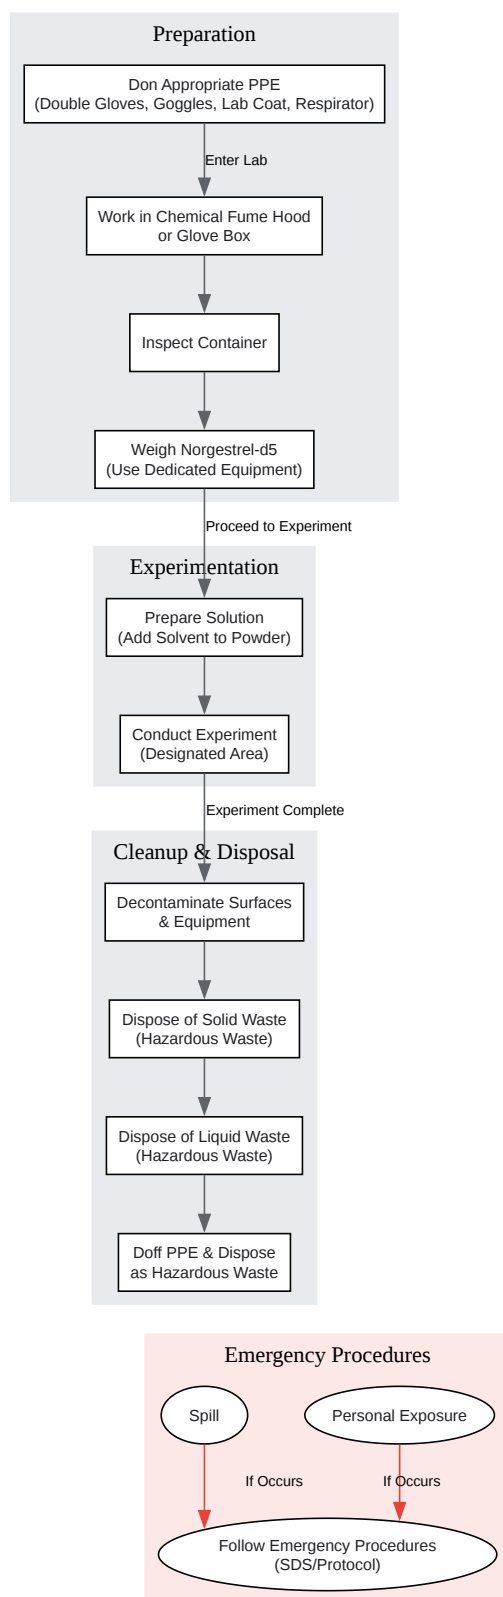 Preparation
Don Appropriate PPE
(Double Gloves, Goggles, Lab Coat, Respirator)
Enter Lab
Work in Chemical Fume Hood
or Glove Box
Inspect Container
Weigh Norgestrel-d5
(Use Dedicated Equipment)
Proceed to Experiment
Experimentation
Prepare Solution
(Add Solvent to Powder)
Conduct Experiment
(Designated Area)
Experiment Complete
Cleanup & Disposal
Decontaminate Surfaces
& Equipment
Dispose of Solid Waste
(Hazardous Waste)
Dispose of Liquid Waste
(Hazardous Waste)
Doff PPE & Dispose
as Hazardous Waste
Emergency Procedures
Spill
Personal Exposure
If Occurs
If Occurs
Follow Emergency Procedures
(SDS/Protocol)